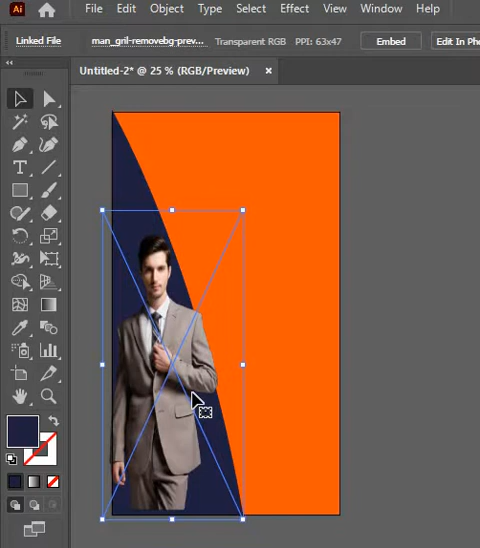 Ai File Edit Object Type Select Effect View Window Help
Linked File man_gril-removebg-prev... Transparent RGB PPI: 63x47 Embed Edit In Ph
Untitled-2* @ 25 % (RGB/Preview) ×